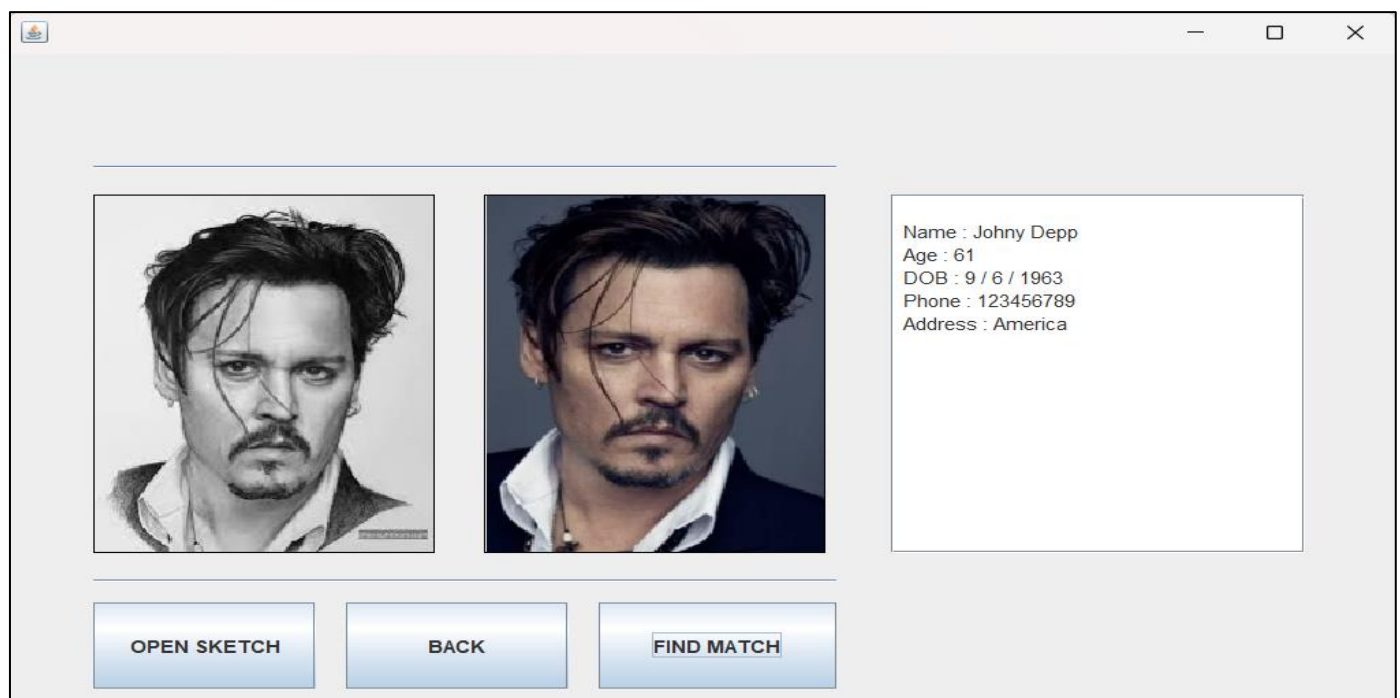 Name : Johny Depp
Age : 61
DOB : 9 / 6 / 1963
Phone : 123456789
Address : America
OPEN SKETCH
BACK
FIND MATCH